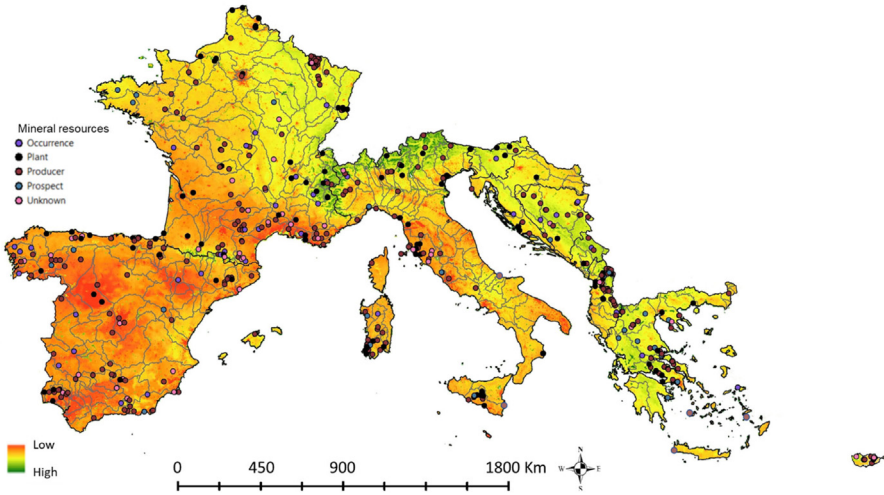 Mineral resources
Occurrence
Plant
Producer
Prospect
Unknown
Low
High
0 450 900 1800 Km
N
W E
S